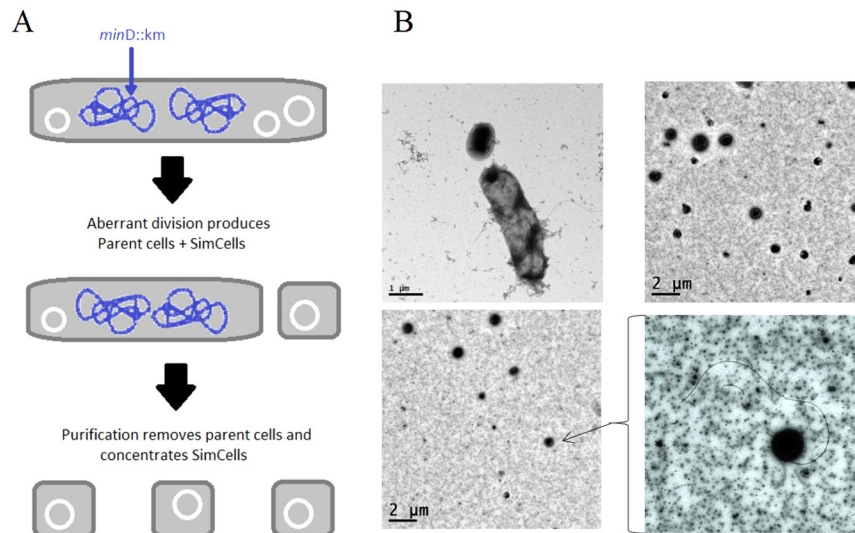 A
B
minD::km
Aberrant division produces
Parent cells + SimCells
Purification removes parent cells and
concentrates SimCells
1 µm
2 µm
2 µm